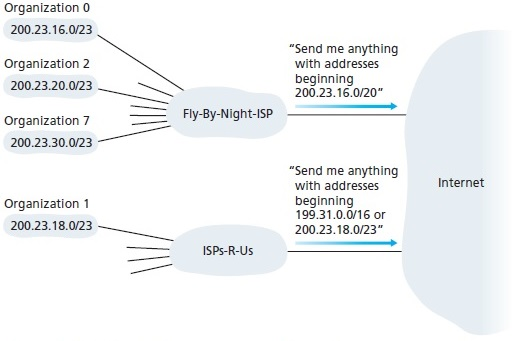 Organization 0
200.23.16.0/23
Organization 2
200.23.20.0/23
Organization 7
200.23.30.0/23
Fly-By-Night-ISP
“Send me anything
with addresses
beginning
200.23.16.0/20”
Organization 1
200.23.18.0/23
ISPs-R-Us
“Send me anything
with addresses
beginning
199.31.0.0/16 or
200.23.18.0/23”
Internet